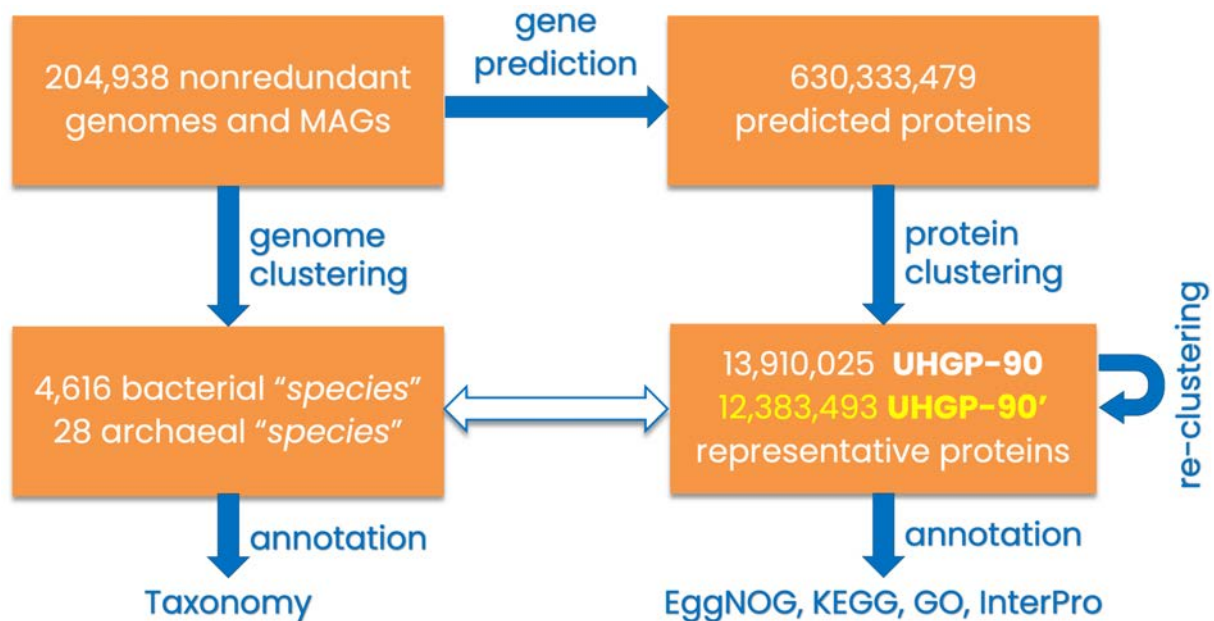 204,938 nonredundant
genomes and MAGs
gene
prediction
630,333,479
predicted proteins
genome
clustering
protein
clustering
4,616 bacterial “species”
28 archaeal “species”
13,910,025 UHGP-90
12,383,493 UHGP-90’
representative proteins
re-clustering
annotation
annotation
Taxonomy
EggNOG, KEGG, GO, InterPro